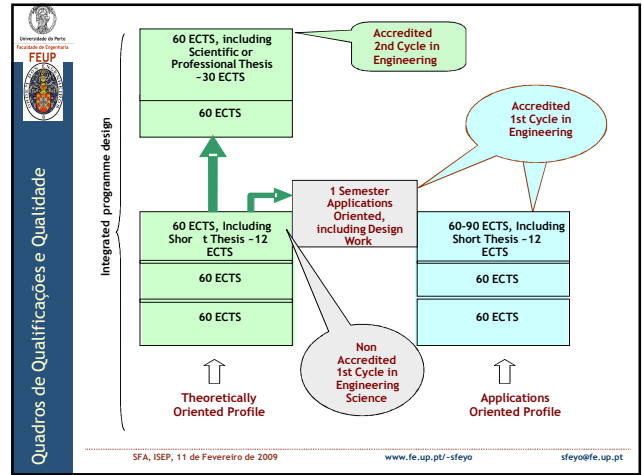 Universidade do Porto
Faculdade de Engenharia
FEUP
Quadros de Qualificações e Qualidade
Integrated programme design
60 ECTS, including
Scientific or
Professional Thesis
~30 ECTS
60 ECTS
Accredited
2nd Cycle in
Engineering
Accredited
1st Cycle in
Engineering
1 Semester
Applications
Oriented,
including Design
Work
60 ECTS, Including
Shor t Thesis ~12
ECTS
60 ECTS
60 ECTS
60-90 ECTS, Including
Short Thesis ~12
ECTS
60 ECTS
60 ECTS
Non
Accredited
1st Cycle in
Engineering
Science
Theoretically
Oriented Profile
Applications
Oriented Profile
SFA, ISEP, 11 de Fevereiro de 2009
www.fe.up.pt/~sfeyo
sfeyo@fe.up.pt